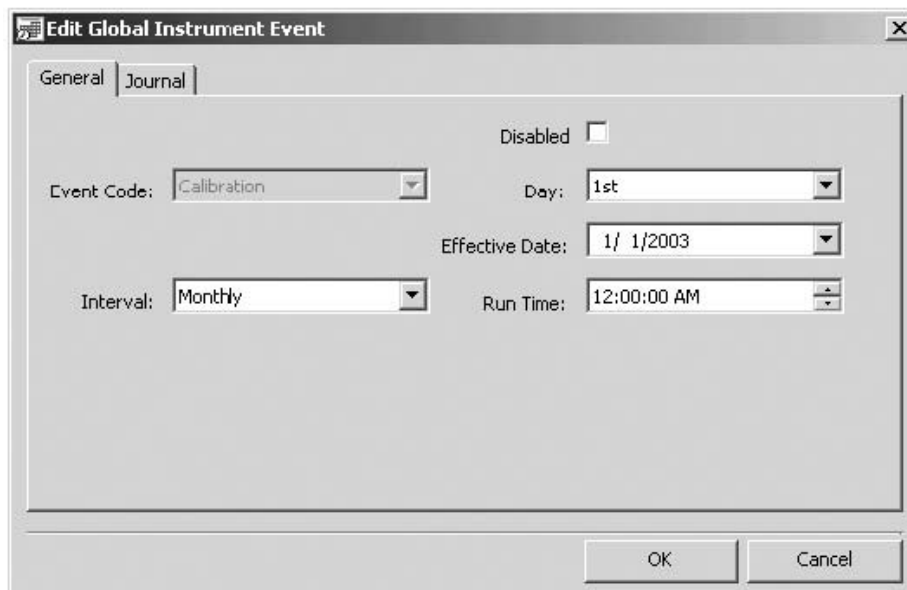 Edit Global Instrument Event
General Journal
Disabled
Event Code: Calibration Day: 1st
Effective Date: 1/ 1/2003
Interval: Monthly Run Time: 12:00:00 AM
OK Cancel